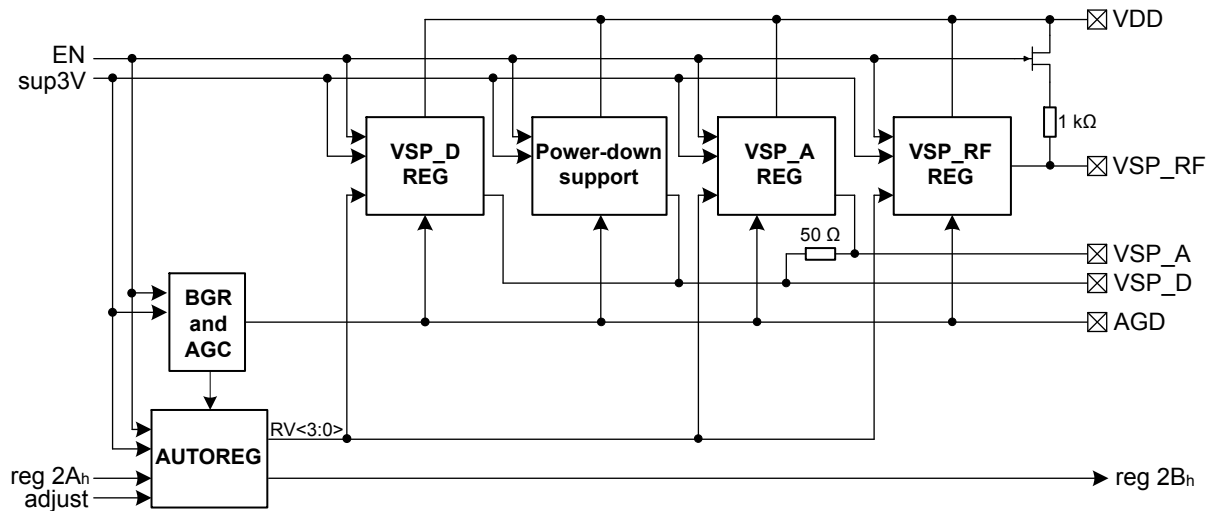 VDD
EN
sup3V
1 kΩ
VSP_D
REG
Power-down
support
VSP_A
REG
VSP_RF
REG
VSP_RF
50 Ω
VSP_A
VSP_D
BGR
and
AGC
AGD
RV<3:0>
AUTOREG
reg 2Ah
adjust
reg 2Bh